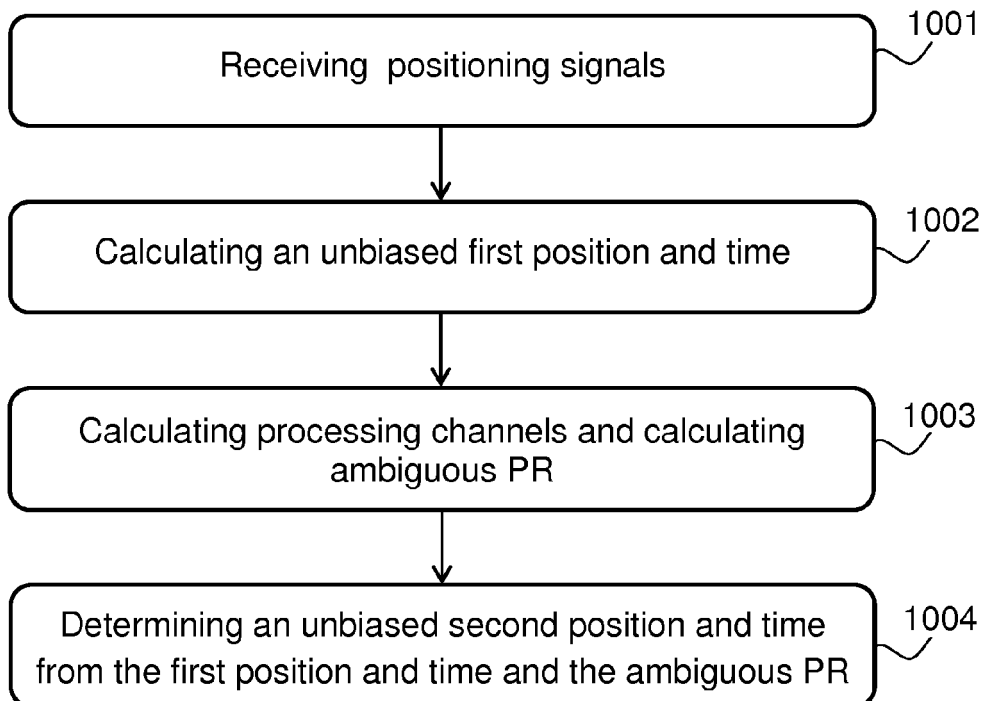 1001
Receiving positioning signals
1002
Calculating an unbiased first position and time
1003
Calculating processing channels and calculating
ambiguous PR
1004
Determining an unbiased second position and time
from the first position and time and the ambiguous PR